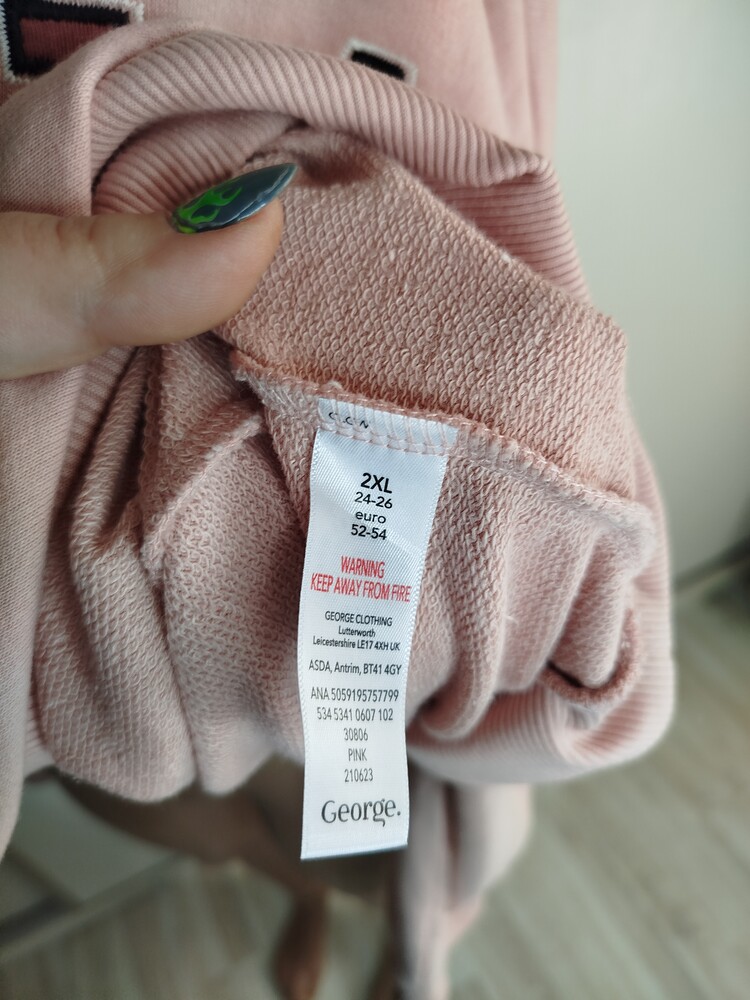 2XL
24-26
euro
52-54
WARNING
KEEP AWAY FROM FIRE
GEORGE CLOTHING
Lutterworth
Leicestershire LE17 4XH UK
ASDA, Antrim, BT41 4GY
ANA 5059195757799
534 5341 0607 102
30806
PINK
210623
George.